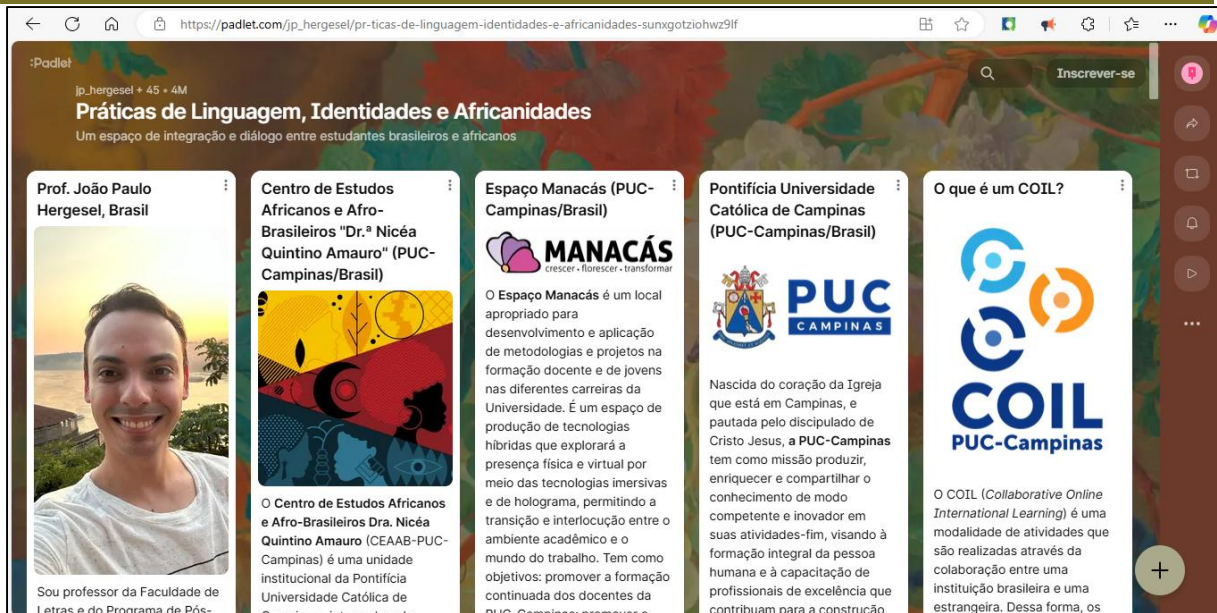 https://padlet.com/jp_hergesel/pr-ticas-de-linguagem-identidades-e-africanidades-sunxgotziohwz9lf
:Padlet
jp_hergesel + 45 • 4M
Práticas de Linguagem, Identidades e Africanidades
Um espaço de integração e diálogo entre estudantes brasileiros e africanos
Inscrever-se
Prof. João Paulo
Hergesel, Brasil
Sou professor da Faculdade de
Letras e do Programa de Pós-
Centro de Estudos
Africanos e Afro-
Brasileiros "Dr.ª Nicéa
Quintino Amauro" (PUC-
Campinas/Brasil)
O Centro de Estudos Africanos
e Afro-Brasileiros Dra. Nicéa
Quintino Amauro (CEAAB-PUC-
Campinas) é uma unidade
institucional da Pontifícia
Universidade Católica de
Espaço Manacás (PUC-
Campinas/Brasil)
MANACÁS
crescer • florescer • transformar
O Espaço Manacás é um local
apropriado para
desenvolvimento e aplicação
de metodologias e projetos na
formação docente e de jovens
nas diferentes carreiras da
Universidade. É um espaço de
produção de tecnologias
híbridas que explorará a
presença física e virtual por
meio das tecnologias imersivas
e de holograma, permitindo a
transição e interlocução entre o
ambiente acadêmico e o
mundo do trabalho. Tem como
objetivos: promover a formação
continuada dos docentes da
PUC-Campinas; promover o
Pontifícia Universidade
Católica de Campinas
(PUC-Campinas/Brasil)
PUC
CAMPINAS
Nascida do coração da Igreja
que está em Campinas, e
pautada pelo discipulado de
Cristo Jesus, a PUC-Campinas
tem como missão produzir,
enriquecer e compartilhar o
conhecimento de modo
competente e inovador em
suas atividades-fim, visando à
formação integral da pessoa
humana e à capacitação de
profissionais de excelência que
contribuam para a construção
O que é um COIL?
COIL
PUC-Campinas
O COIL (Collaborative Online
International Learning) é uma
modalidade de atividades que
são realizadas através da
colaboração entre uma
instituição brasileira e uma
estrangeira. Dessa forma, os